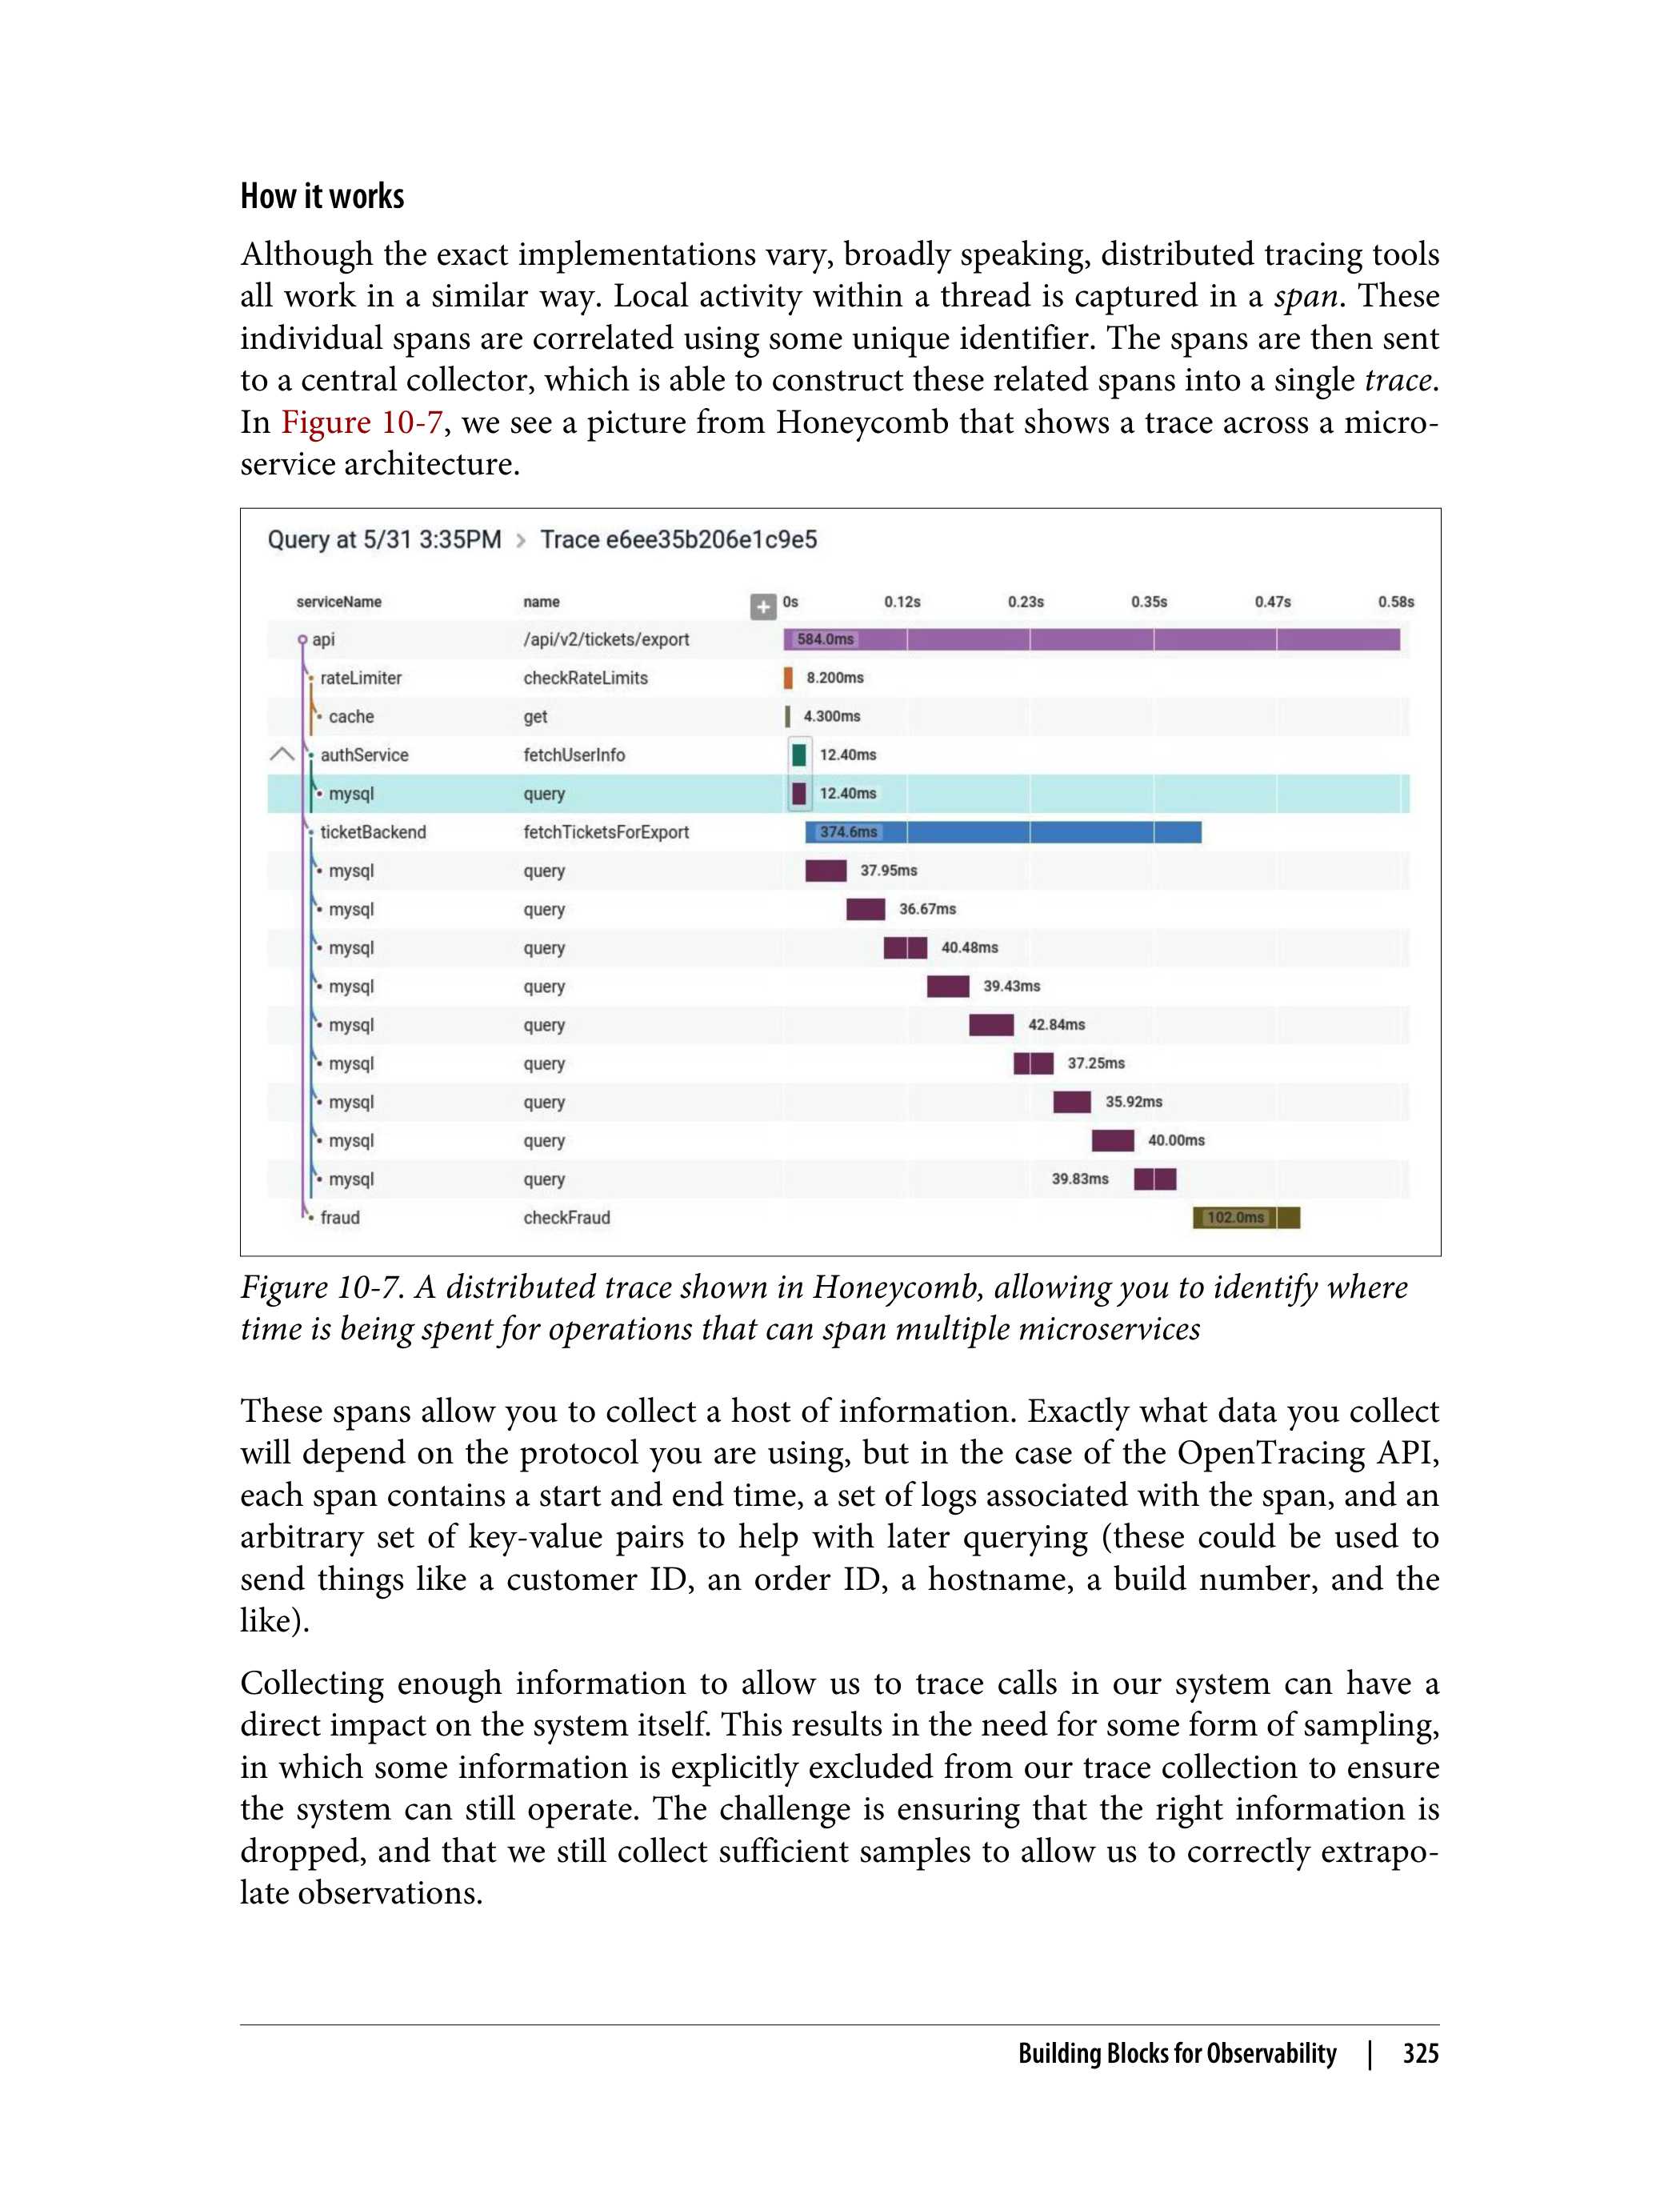 How it works
Although the exact implementations vary, broadly speaking, distributed tracing tools
all work in a similar way. Local activity within a thread is captured in a span. These
individual spans are correlated using some unique identifier. The spans are then sent
to a central collector, which is able to construct these related spans into a single trace.
In Figure 10-7, we see a picture from Honeycomb that shows a trace across a micro-
service architecture.
Query at 5/31 3:35PM > Trace e6ee35b206e1c9e5
serviceName name + 0s 0.12s 0.23s 0.35s 0.47s 0.58s
api /api/v2/tickets/export 584.0ms
rateLimiter checkRateLimits 8.200ms
cache get 4.300ms
authService fetchUserInfo 12.40ms
mysql query 12.40ms
ticketBackend fetchTicketsForExport 374.6ms
mysql query 37.95ms
mysql query 36.67ms
mysql query 40.48ms
mysql query 39.43ms
mysql query 42.84ms
mysql query 37.25ms
mysql query 35.92ms
mysql query 40.00ms
mysql query 39.83ms
fraud checkFraud 102.0ms
Figure 10-7. A distributed trace shown in Honeycomb, allowing you to identify where
time is being spent for operations that can span multiple microservices
These spans allow you to collect a host of information. Exactly what data you collect
will depend on the protocol you are using, but in the case of the OpenTracing API,
each span contains a start and end time, a set of logs associated with the span, and an
arbitrary set of key-value pairs to help with later querying (these could be used to
send things like a customer ID, an order ID, a hostname, a build number, and the
like).
Collecting enough information to allow us to trace calls in our system can have a
direct impact on the system itself. This results in the need for some form of sampling,
in which some information is explicitly excluded from our trace collection to ensure
the system can still operate. The challenge is ensuring that the right information is
dropped, and that we still collect sufficient samples to allow us to correctly extrapo-
late observations.
Building Blocks for Observability | 325